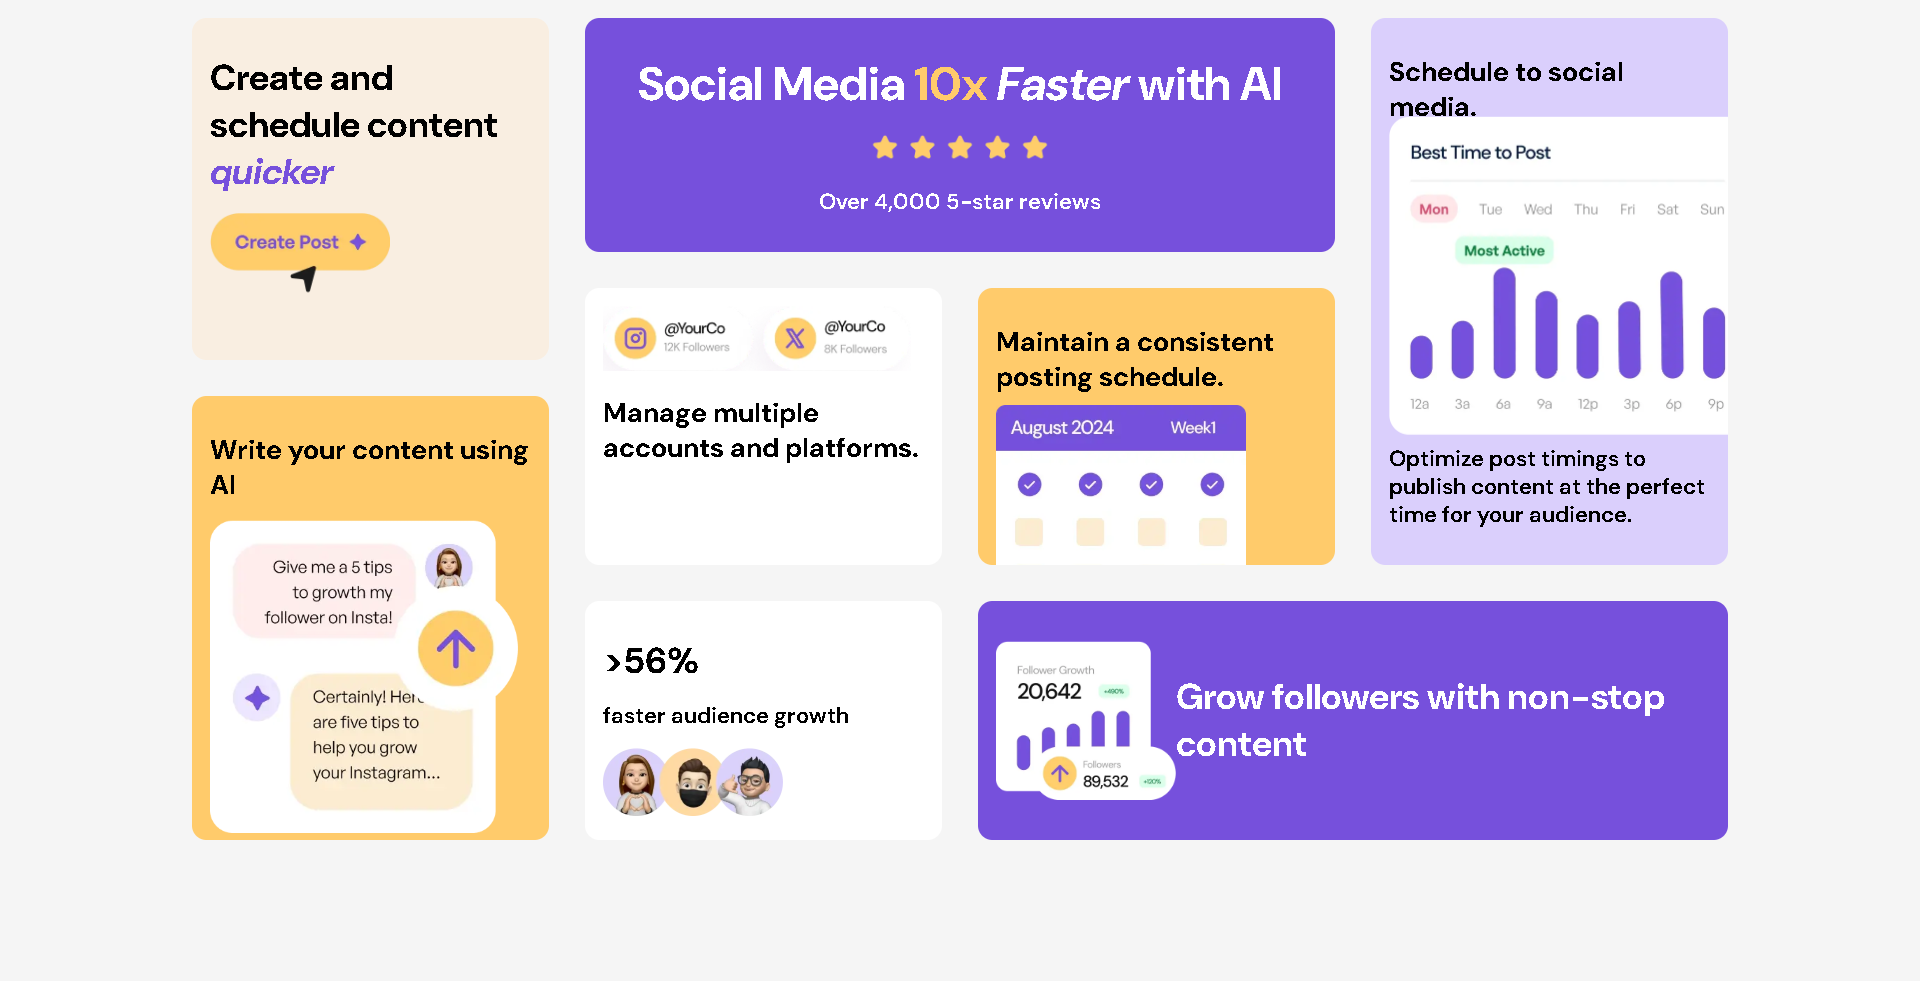 Create and
schedule content
quicker
Create Post
Social Media 10x Faster with AI
Over 4,000 5-star reviews
Schedule to social
media.
Best Time to Post
Mon Tue Wed Thu Fri Sat Sun
Most Active
12a 3a 6a 9a 12p 3p 6p 9p
Optimize post timings to
publish content at the perfect
time for your audience.
Write your content using
AI
Give me a 5 tips
to growth my
follower on Insta!
Certainly! Here
are five tips to
help you grow
your Instagram...
@YourCo
12K Followers
@YourCo
8K Followers
Manage multiple
accounts and platforms.
Maintain a consistent
posting schedule.
August 2024 Week1
>56%
faster audience growth
Follower Growth
20,642 +490%
Followers
89,532 +120%
Grow followers with non-stop
content